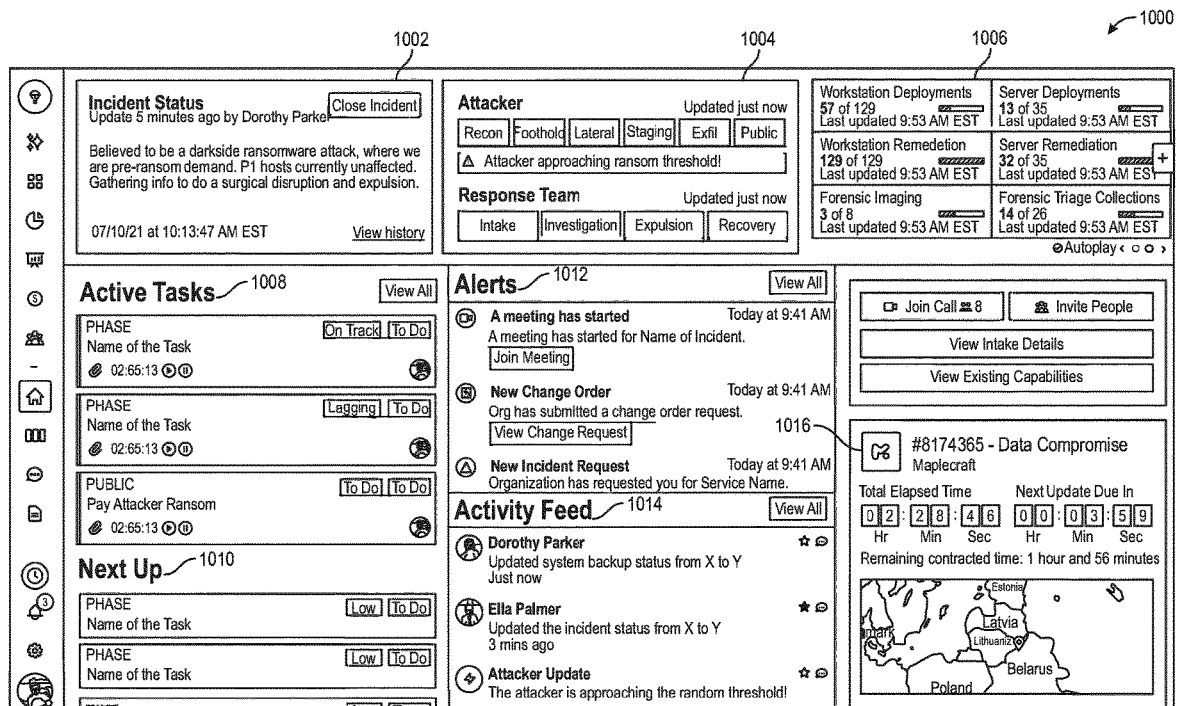 1000
1002
1004
1006
Incident Status
Close Incident
Update 5 minutes ago by Dorothy Parker
Believed to be a darkside ransomware attack, where we
are pre-ransom demand. P1 hosts currently unaffected.
Gathering info to do a surgical disruption and expulsion.
07/10/21 at 10:13:47 AM EST
View history
Attacker
Updated just now
Recon Foothold Lateral Staging Exfil Public
Attacker approaching ransom threshold!
Response Team
Updated just now
Intake Investigation Expulsion Recovery
Workstation Deployments
57 of 129
Last updated 9:53 AM EST
Server Deployments
13 of 35
Last updated 9:53 AM EST
Workstation Remedetion
129 of 129
Last updated 9:53 AM EST
Server Remediation
32 of 35
Last updated 9:53 AM EST
+
Forensic Imaging
3 of 8
Last updated 9:53 AM EST
Forensic Triage Collections
14 of 26
Last updated 9:53 AM EST
Autoplay
Active Tasks
1008
View All
PHASE
On Track To Do
Name of the Task
02:65:13
PHASE
Lagging To Do
Name of the Task
02:65:13
PUBLIC
To Do To Do
Pay Attacker Ransom
02:65:13
Next Up
1010
PHASE
Low To Do
Name of the Task
PHASE
Low To Do
Name of the Task
Alerts
1012
View All
A meeting has started
Today at 9:41 AM
A meeting has started for Name of Incident.
Join Meeting
New Change Order
Today at 9:41 AM
Org has submitted a change order request.
View Change Request
New Incident Request
Today at 9:41 AM
Organization has requested you for Service Name.
Activity Feed
1014
View All
Dorothy Parker
Updated system backup status from X to Y
Just now
Ella Palmer
Updated the incident status from X to Y
3 mins ago
Attacker Update
The attacker is approaching the random threshold!
Join Call 8
Invite People
View Intake Details
View Existing Capabilities
1016
#8174365 - Data Compromise
Maplecraft
Total Elapsed Time
02:28:46
Hr Min Sec
Next Update Due In
00:03:59
Hr Min Sec
Remaining contracted time: 1 hour and 56 minutes
Estonia
Latvia
mark
Belarus
Poland
3